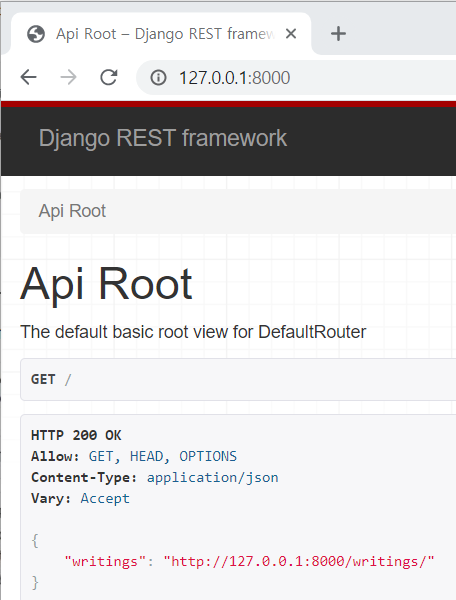 Api Root – Django REST framew
127.0.0.1:8000
Django REST framework
Api Root
Api Root
The default basic root view for DefaultRouter
GET /
HTTP 200 OK
Allow: GET, HEAD, OPTIONS
Content-Type: application/json
Vary: Accept
{
    "writings": "http://127.0.0.1:8000/writings/"
}